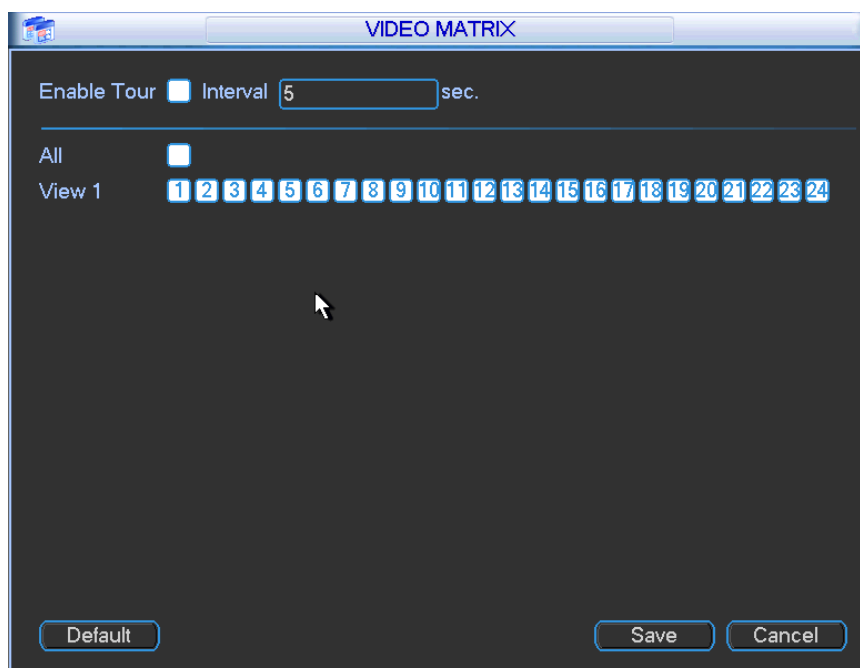 VIDEO MATRIX
Enable Tour Interval 5 sec.
All
View 1 1 2 3 4 5 6 7 8 9 10 11 12 13 14 15 16 17 18 19 20 21 22 23 24
Default Save Cancel